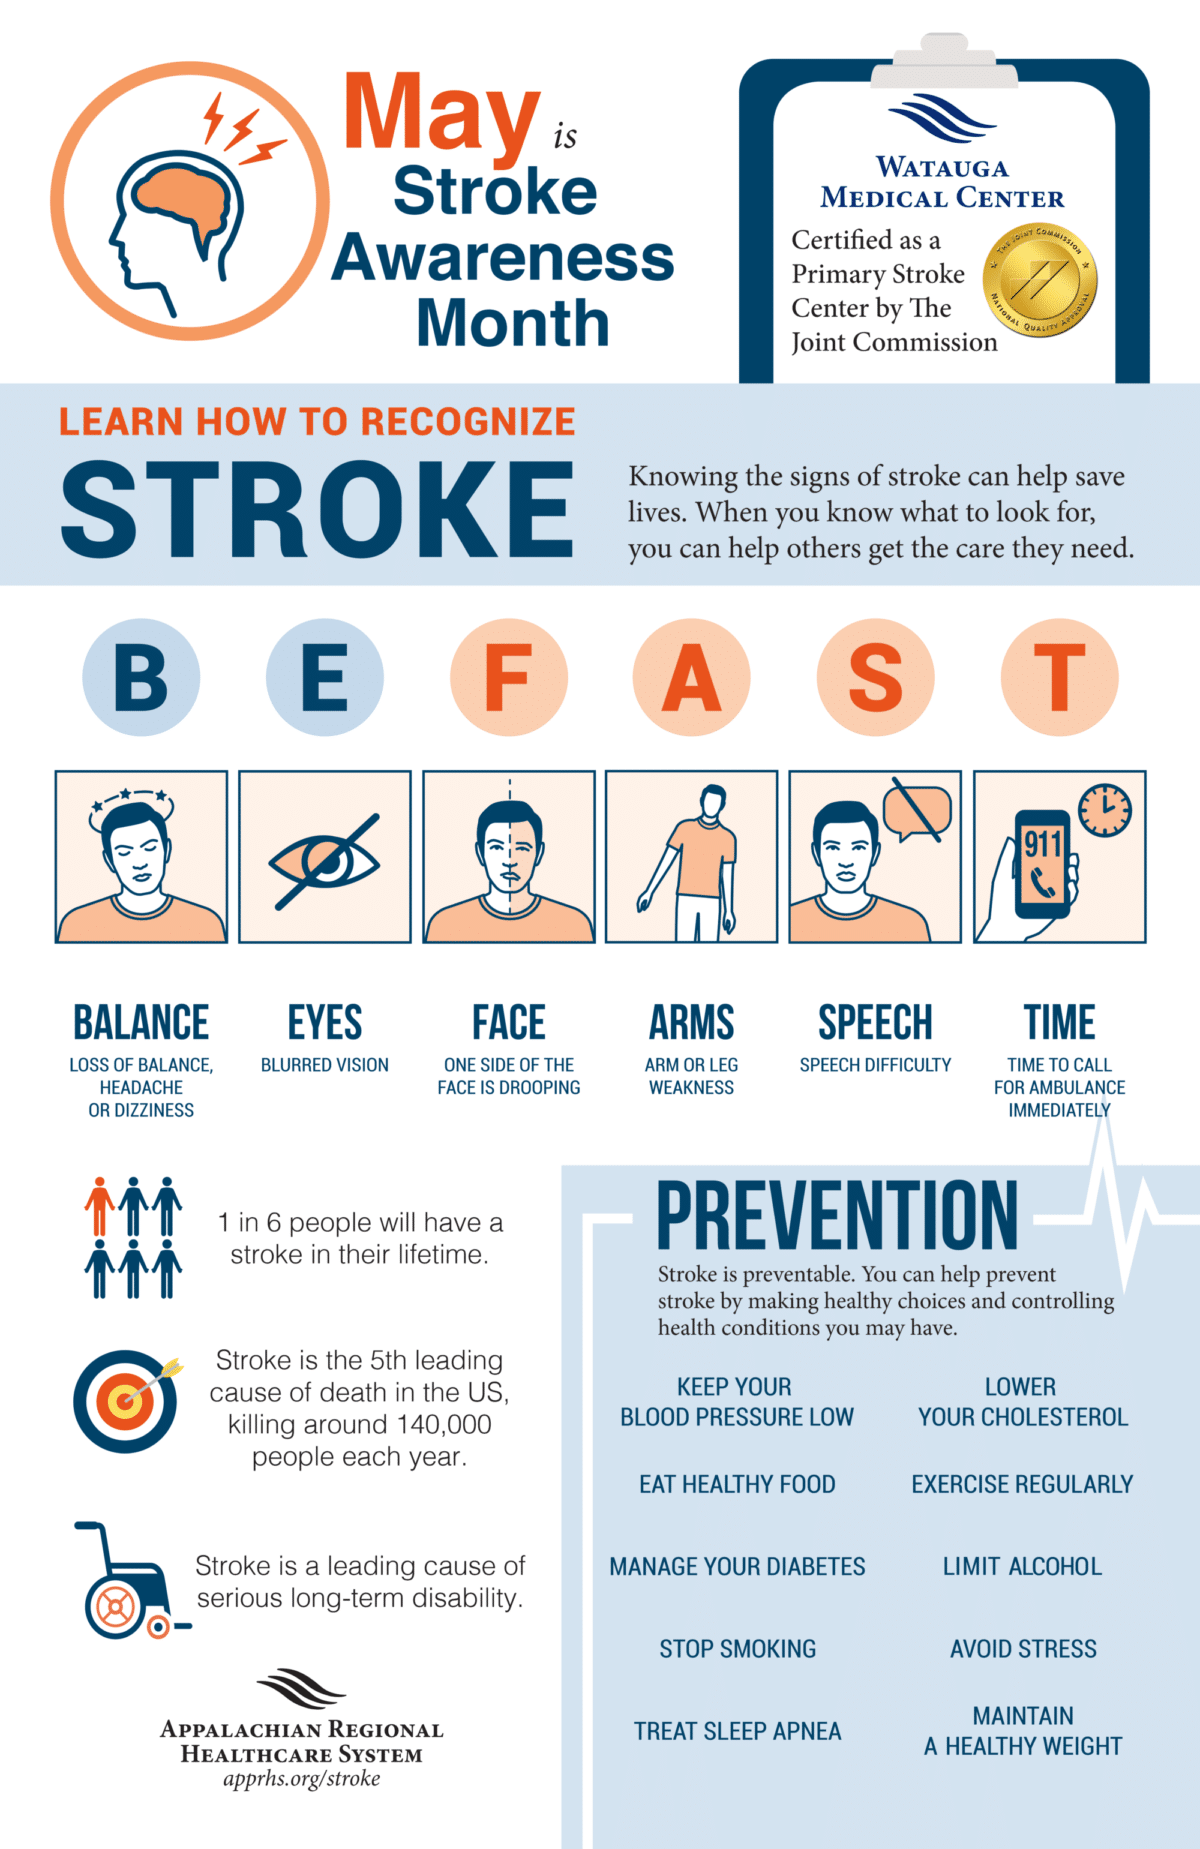 May is
Stroke
Awareness
Month
WATAUGA
MEDICAL CENTER
Certified as a
Primary Stroke
Center by The
Joint Commission
THE JOINT COMMISSION
NATIONAL QUALITY APPROVAL
LEARN HOW TO RECOGNIZE
STROKE
Knowing the signs of stroke can help save
lives. When you know what to look for,
you can help others get the care they need.
B E F A S T
911
BALANCE
LOSS OF BALANCE,
HEADACHE
OR DIZZINESS
EYES
BLURRED VISION
FACE
ONE SIDE OF THE
FACE IS DROOPING
ARMS
ARM OR LEG
WEAKNESS
SPEECH
SPEECH DIFFICULTY
TIME
TIME TO CALL
FOR AMBULANCE
IMMEDIATELY
1 in 6 people will have a
stroke in their lifetime.
Stroke is the 5th leading
cause of death in the US,
killing around 140,000
people each year.
Stroke is a leading cause of
serious long-term disability.
APPALACHIAN REGIONAL
HEALTHCARE SYSTEM
apprhs.org/stroke
PREVENTION
Stroke is preventable. You can help prevent
stroke by making healthy choices and controlling
health conditions you may have.
KEEP YOUR
BLOOD PRESSURE LOW
LOWER
YOUR CHOLESTEROL
EAT HEALTHY FOOD
EXERCISE REGULARLY
MANAGE YOUR DIABETES
LIMIT ALCOHOL
STOP SMOKING
AVOID STRESS
TREAT SLEEP APNEA
MAINTAIN
A HEALTHY WEIGHT